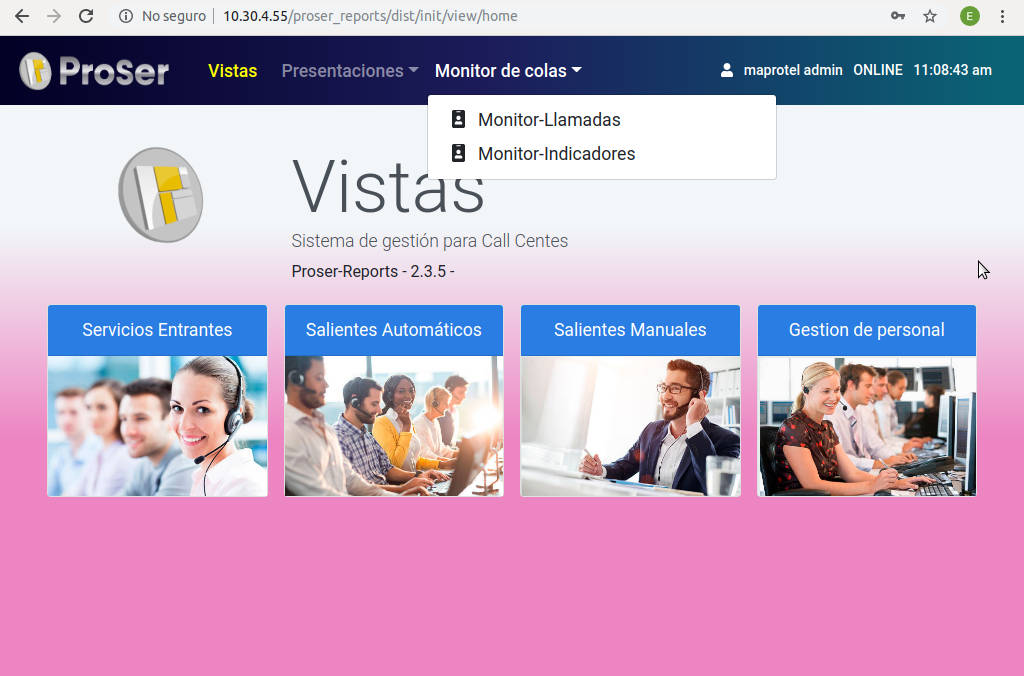 No seguro | 10.30.4.55/proser_reports/dist/init/view/home
E
ProSer Vistas Presentaciones Monitor de colas maprotel admin ONLINE 11:08:43 am
Monitor-Llamadas
Monitor-Indicadores
Vistas
Sistema de gestión para Call Centes
Proser-Reports - 2.3.5 -
Servicios Entrantes Salientes Automáticos Salientes Manuales Gestion de personal